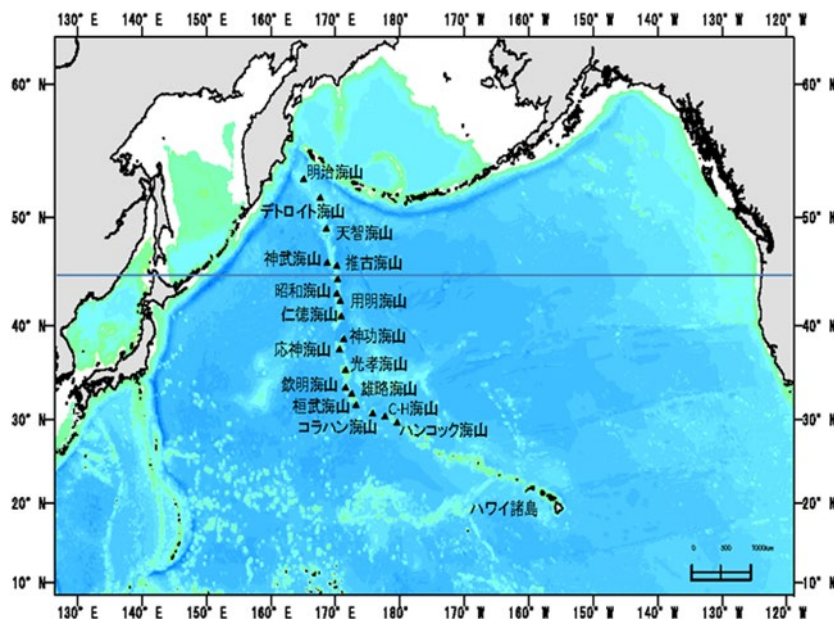 130° E 140° E 150° E 160° E 170° E 180° 170° W 160° W 150° W 140° W 130° W 120° W
60° N 60° N
明治海山
50° N デトロイト海山 50° N
天智海山
神武海山 推古海山
昭和海山 用明海山
40° N 仁徳海山 40° N
神功海山
応神海山
光孝海山
欽明海山 雄略海山
30° N 桓武海山 C-H海山 30° N
コラハン海山 ハンコック海山
20° N ハワイ諸島 20° N
0 500 1000km
10° N 10° N
130° E 140° E 150° E 160° E 170° E 180° 170° W 160° W 150° W 140° W 130° W 120° W